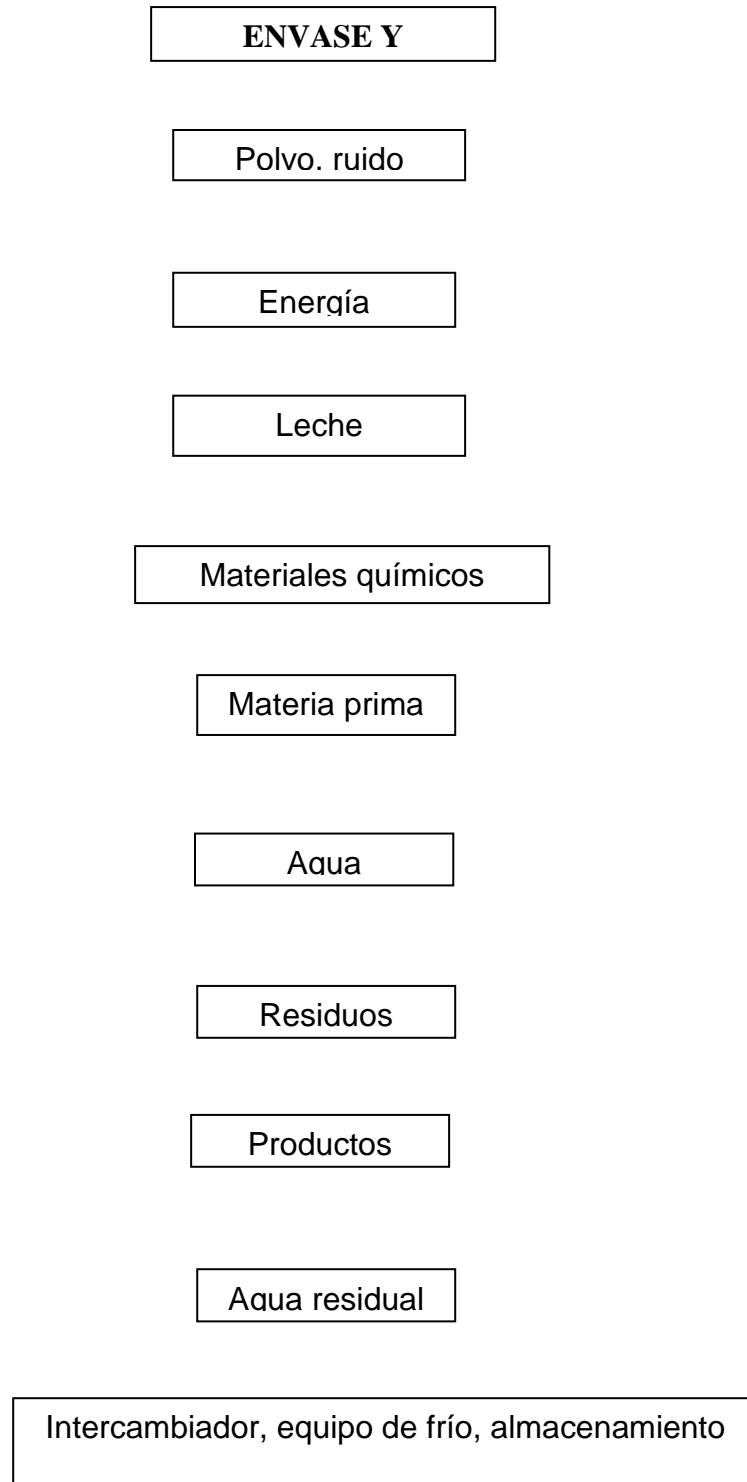 ENVASE Y
Polvo. ruido
Energía
Leche
Materiales químicos
Materia prima
Agua
Residuos
Productos
Agua residual
Intercambiador, equipo de frío, almacenamiento